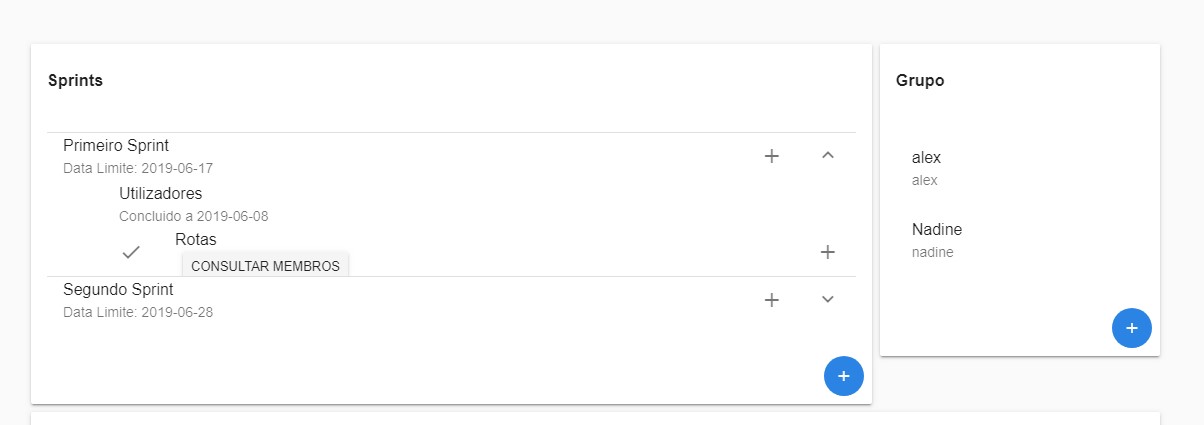 Sprints
Primeiro Sprint
Data Limite: 2019-06-17
Utilizadores
Concluido a 2019-06-08
Rotas
CONSULTAR MEMBROS
Segundo Sprint
Data Limite: 2019-06-28
Grupo
alex
alex
Nadine
nadine